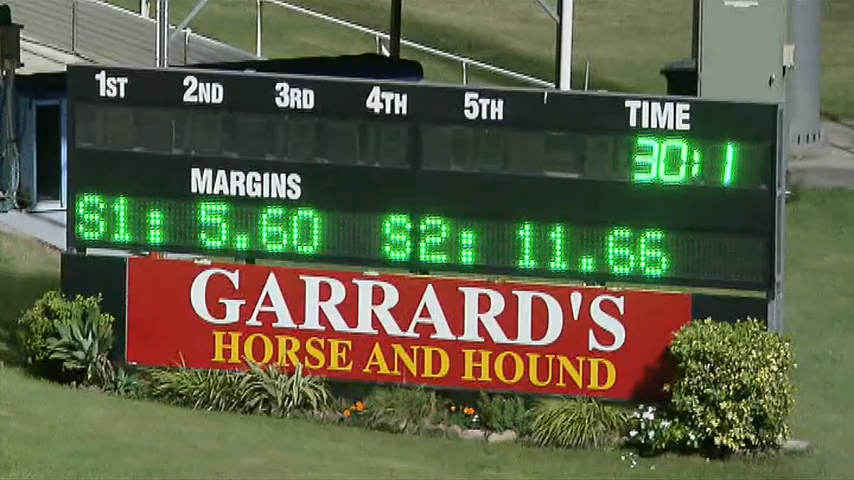 1ST 2ND 3RD 4TH 5TH TIME
30:1
MARGINS
S1: 5.60 S2: 11.66
GARRARD'S
HORSE AND HOUND